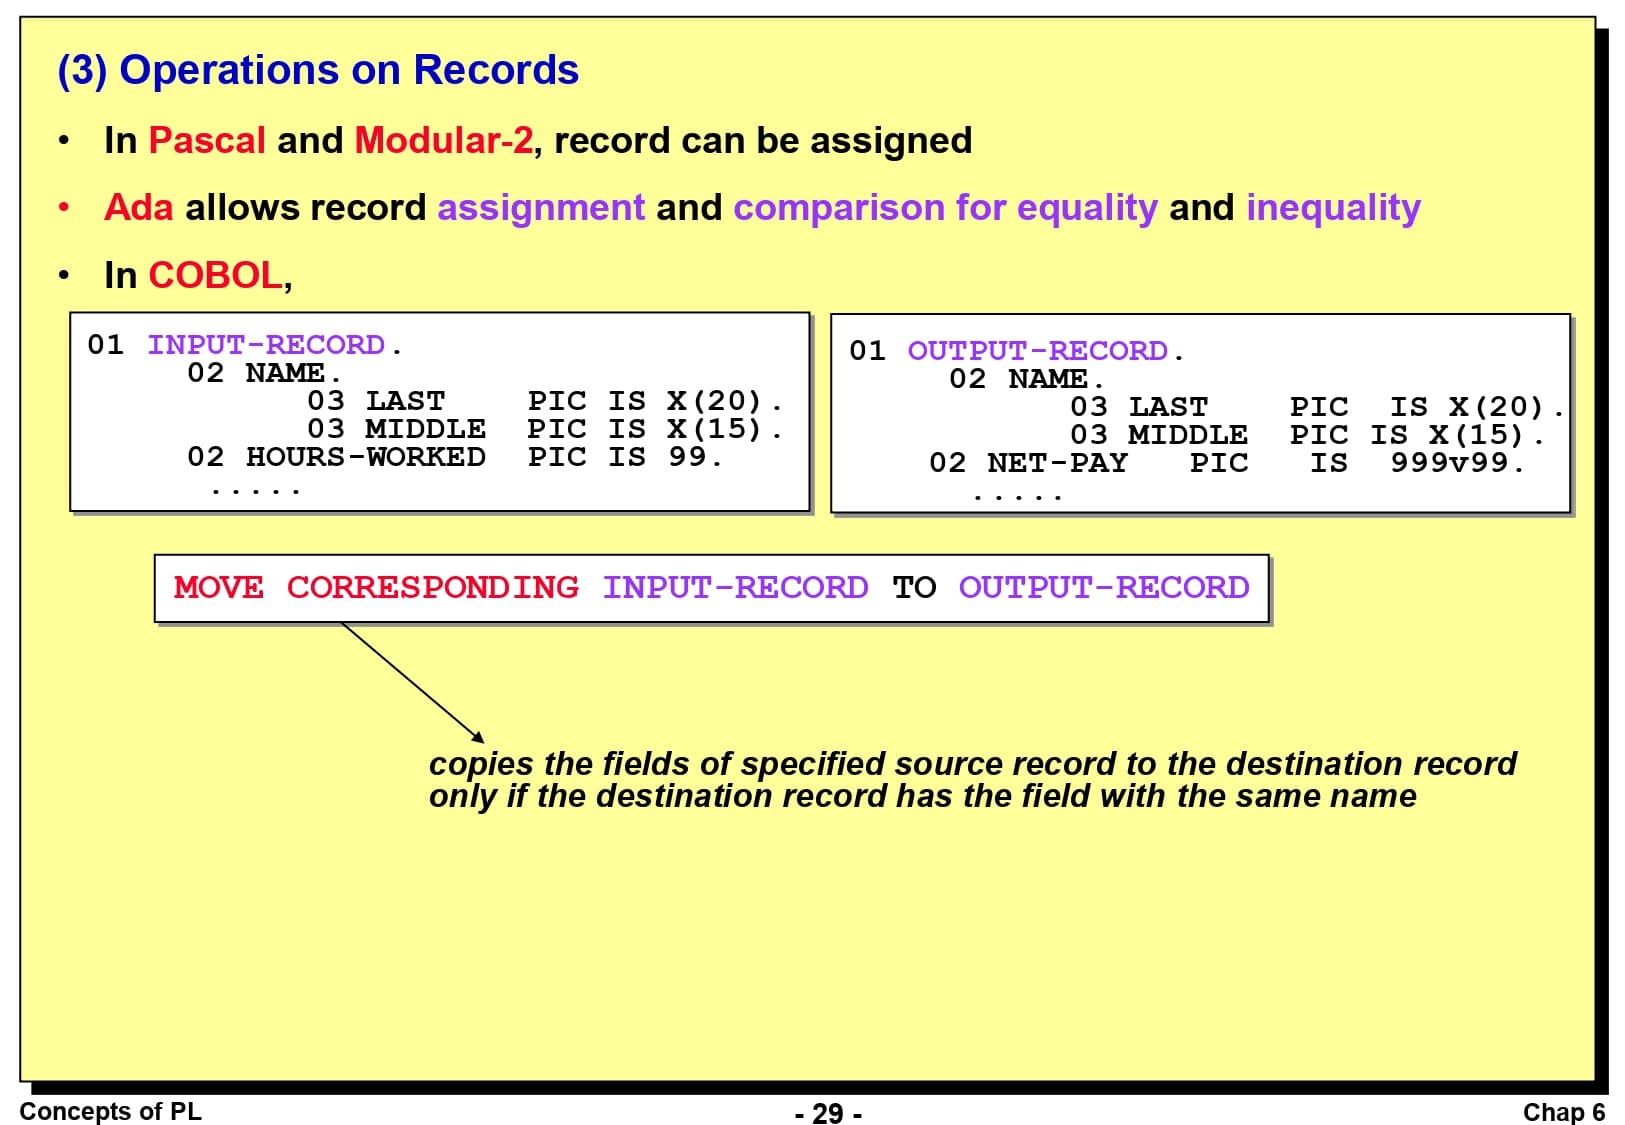 (3) Operations on Records
• In Pascal and Modular-2, record can be assigned
• Ada allows record assignment and comparison for equality and inequality
• In COBOL,
01 INPUT-RECORD.
02 NAME.
03 LAST PIC IS X(20).
03 MIDDLE PIC IS X(15).
02 HOURS-WORKED PIC IS 99.
.....
01 OUTPUT-RECORD.
02 NAME.
03 LAST PIC IS X(20).
03 MIDDLE PIC IS X(15).
02 NET-PAY PIC IS 999v99.
.....
MOVE CORRESPONDING INPUT-RECORD TO OUTPUT-RECORD
copies the fields of specified source record to the destination record
only if the destination record has the field with the same name
Concepts of PL
- 29 -
Chap 6